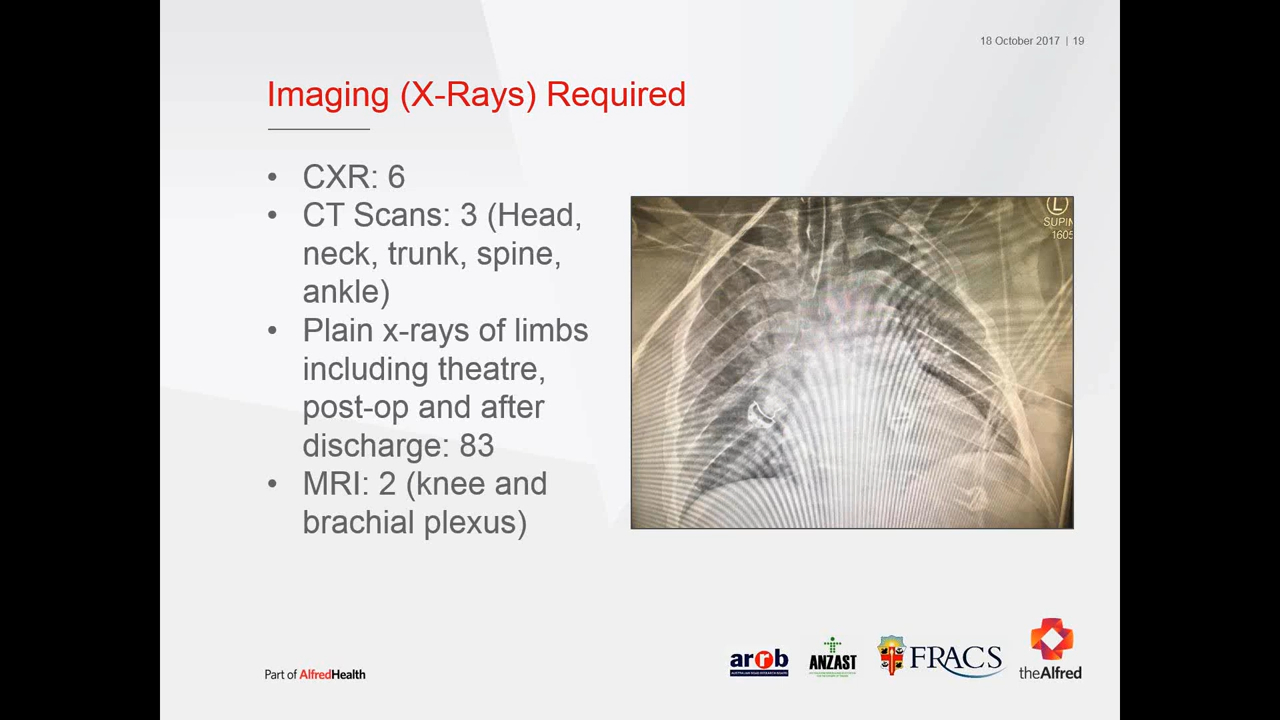 18 October 2017 | 19
Imaging (X-Rays) Required
• CXR: 6
• CT Scans: 3 (Head,
neck, trunk, spine,
ankle)
• Plain x-rays of limbs
including theatre,
post-op and after
discharge: 83
• MRI: 2 (knee and
brachial plexus)
L
SUPIN
1605
Part of AlfredHealth
arrb
ANZAST
FRACS
theAlfred